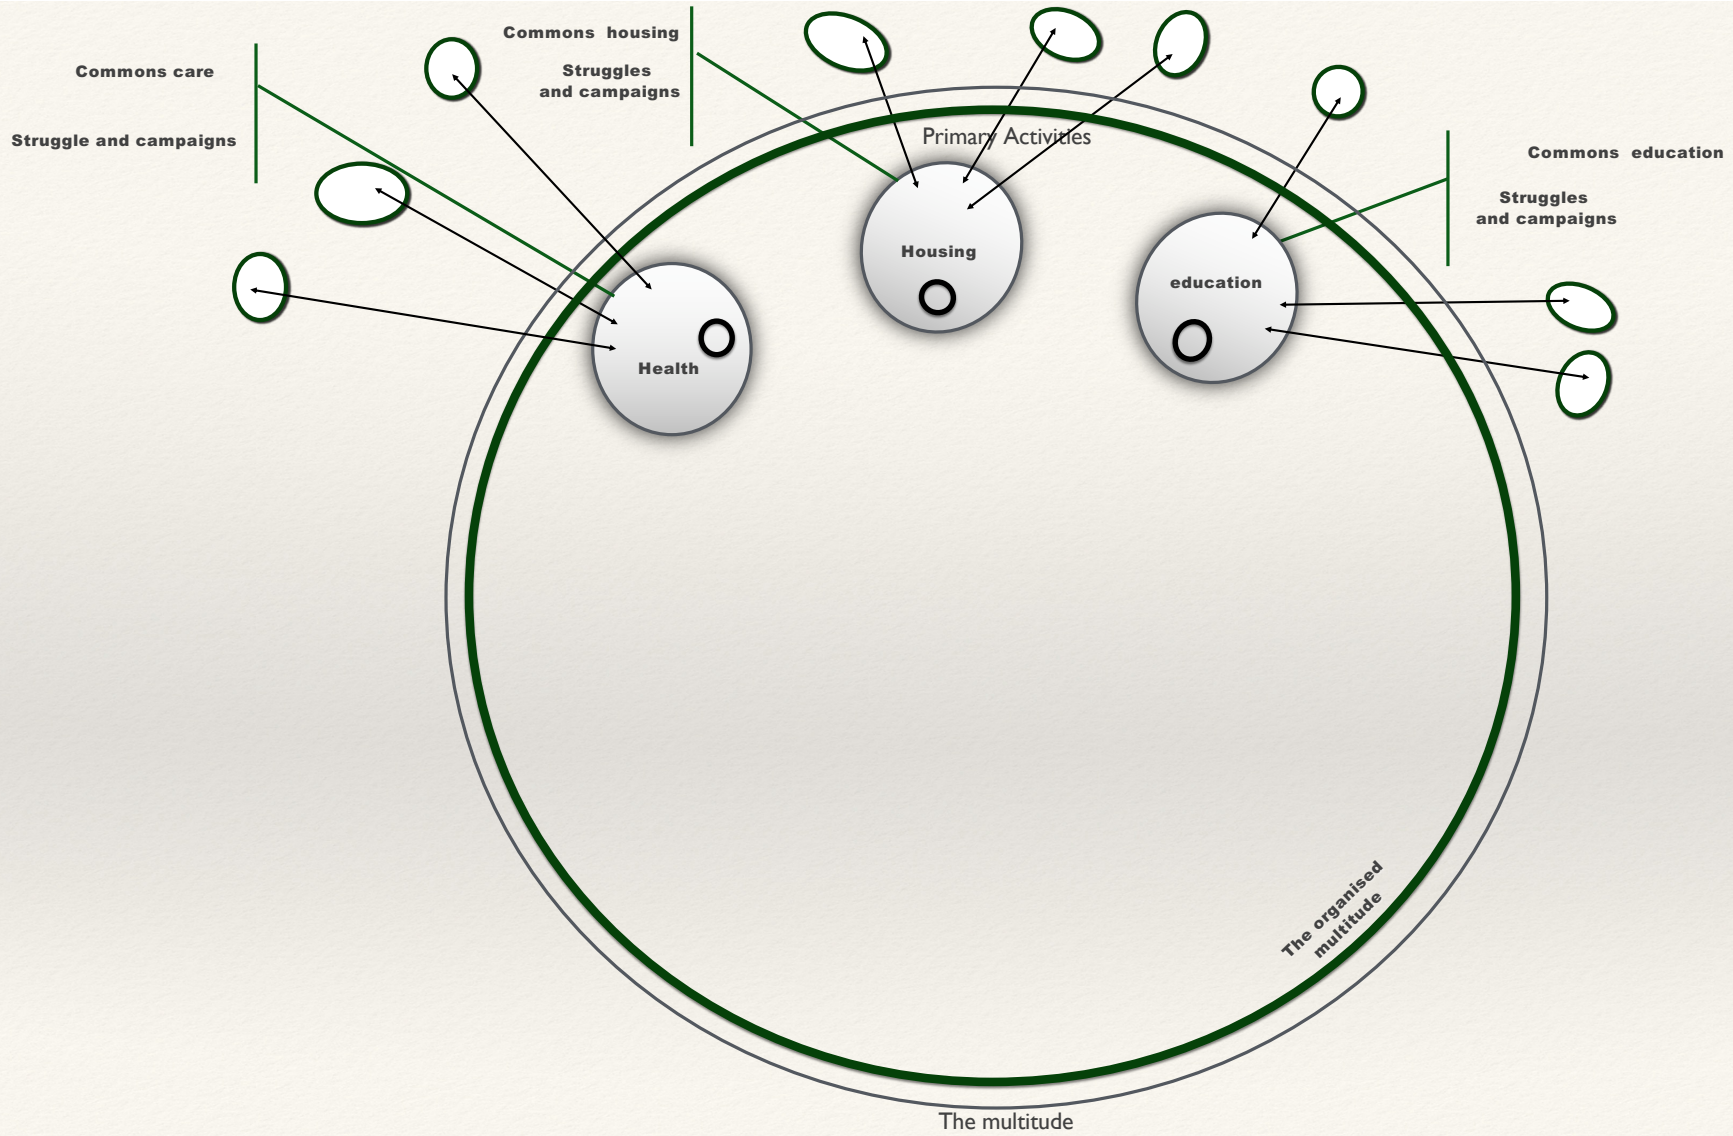 Commons housing
Struggles
and campaigns
Commons care
Struggle and campaigns
Primary Activities
Commons education
Struggles
and campaigns
Housing
education
Health
The organised
multitude
The multitude